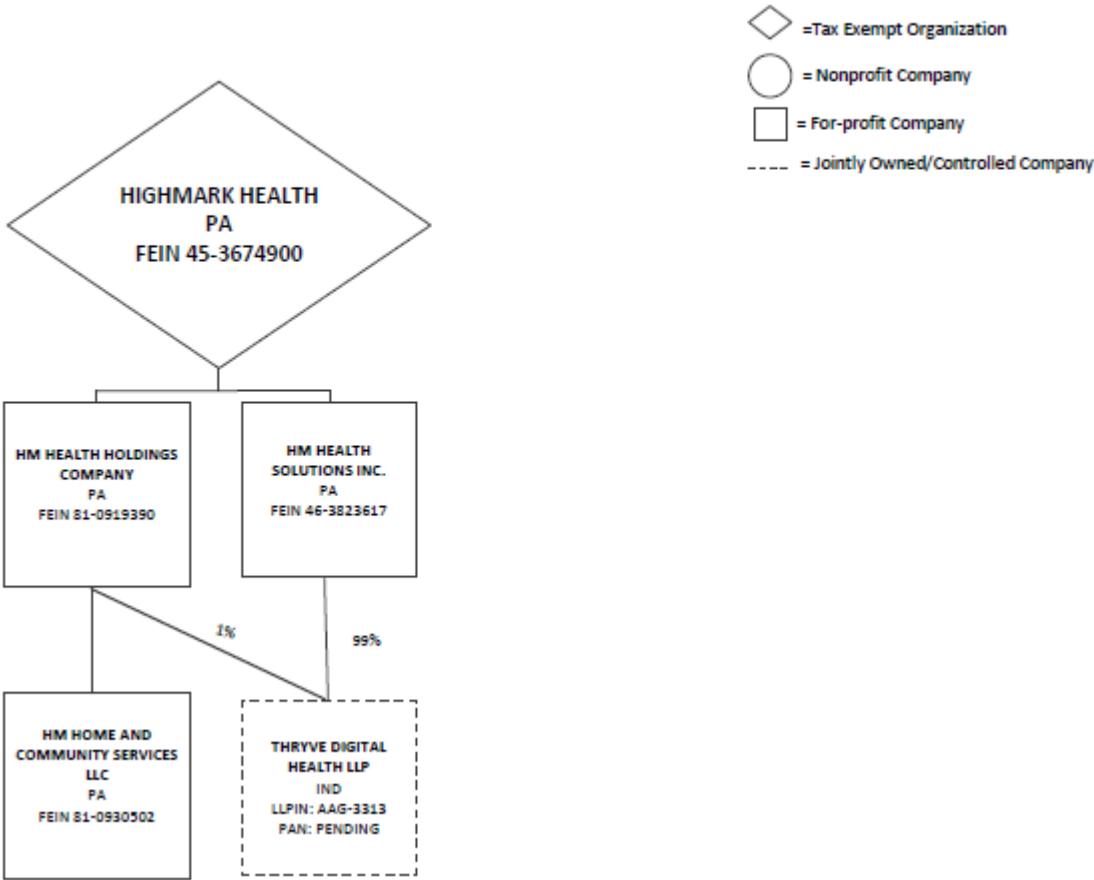 =Tax Exempt Organization
= Nonprofit Company
= For-profit Company
= Jointly Owned/Controlled Company
HIGHMARK HEALTH
PA
FEIN 45-3674900
HM HEALTH HOLDINGS
COMPANY
PA
FEIN 81-0919390
HM HEALTH
SOLUTIONS INC.
PA
FEIN 46-3823617
1%
99%
HM HOME AND
COMMUNITY SERVICES
LLC
PA
FEIN 81-0930502
THRYVE DIGITAL
HEALTH LLP
IND
LLPIN: AAG-3313
PAN: PENDING